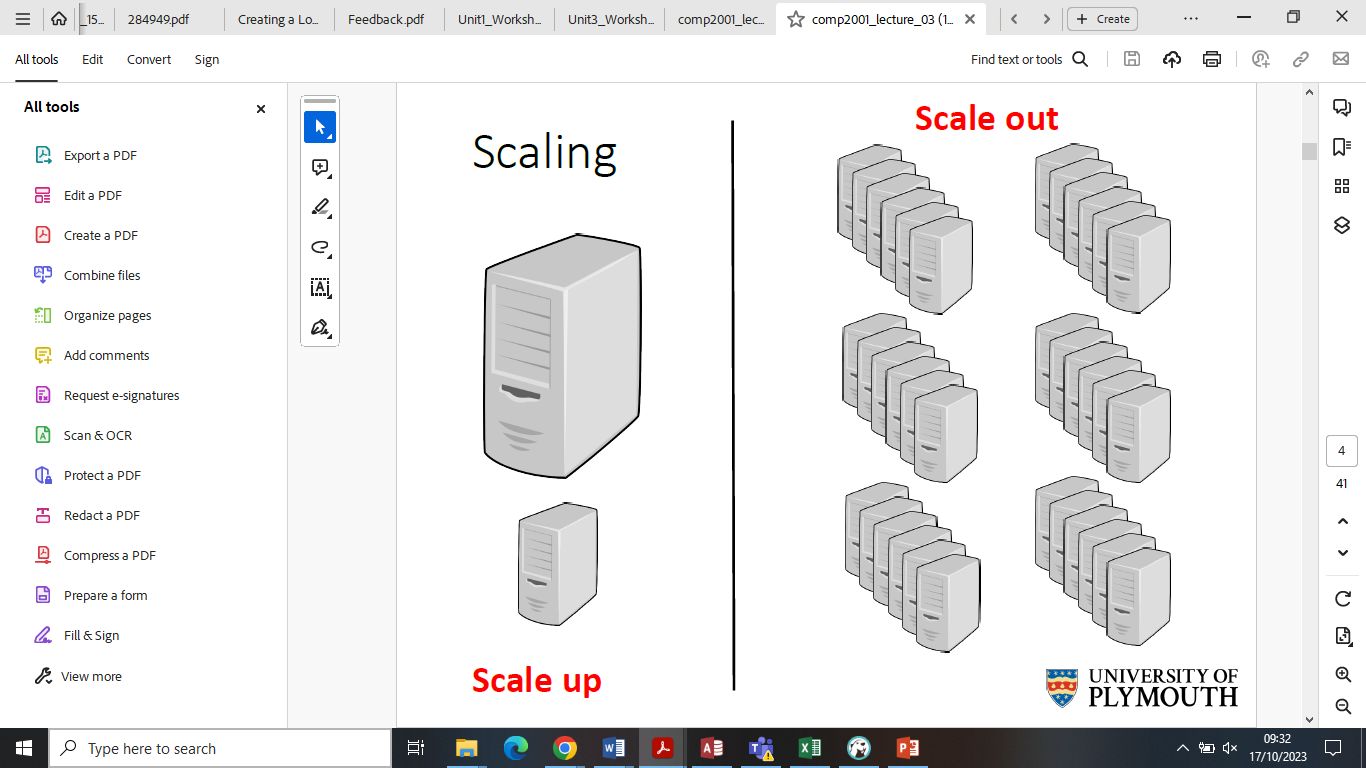 _15...
284949.pdf
Creating a Lo...
Feedback.pdf
Unit1_Worksh...
Unit3_Worksh...
comp2001_lec...
comp2001_lecture_03 (1...
Create
All tools
Edit
Convert
Sign
Find text or tools
All tools
Export a PDF
Edit a PDF
Create a PDF
Combine files
Organize pages
Add comments
Request e-signatures
Scan & OCR
Protect a PDF
Redact a PDF
Compress a PDF
Prepare a form
Fill & Sign
View more
Scaling
Scale up
Scale out
UNIVERSITY OF
PLYMOUTH
4
41
Type here to search
09:32
17/10/2023